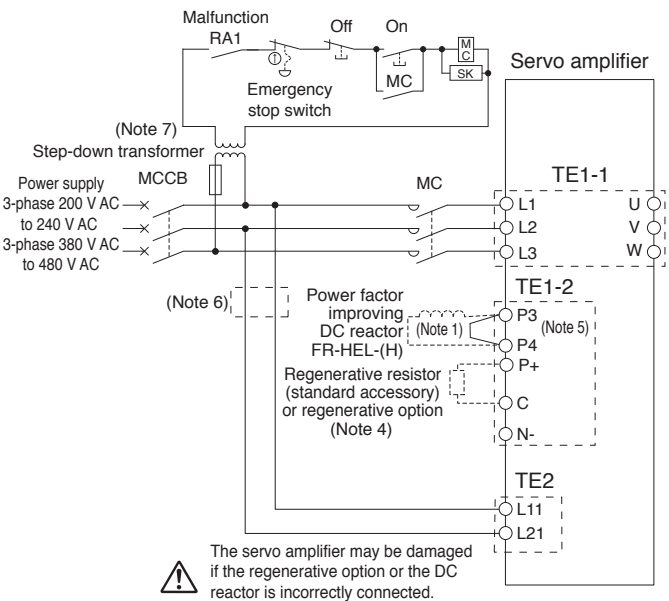 Malfunction
RA1
Off
On
MC
SK
MC
Emergency
stop switch
Servo amplifier
(Note 7)
Step-down transformer
Power supply
MCCB
MC
3-phase 200 V AC
to 240 V AC
3-phase 380 V AC
to 480 V AC
TE1-1
L1
L2
L3
U
V
W
(Note 6)
Power factor
improving
DC reactor
FR-HEL-(H)
(Note 1)
TE1-2
P3
(Note 5)
P4
P+
C
N-
Regenerative resistor
(standard accessory)
or regenerative option
(Note 4)
TE2
L11
L21
The servo amplifier may be damaged
if the regenerative option or the DC
reactor is incorrectly connected.